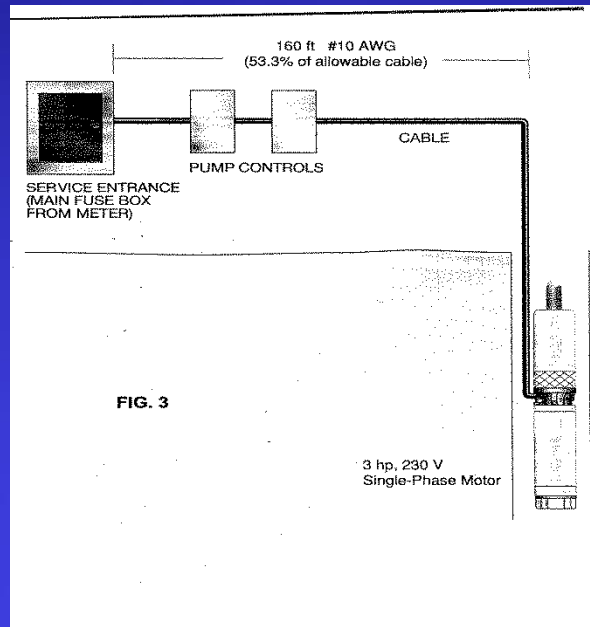 160 ft #10 AWG
(53.3% of allowable cable)
CABLE
PUMP CONTROLS
SERVICE ENTRANCE
(MAIN FUSE BOX
FROM METER)
FIG. 3
3 hp, 230 V
Single-Phase Motor